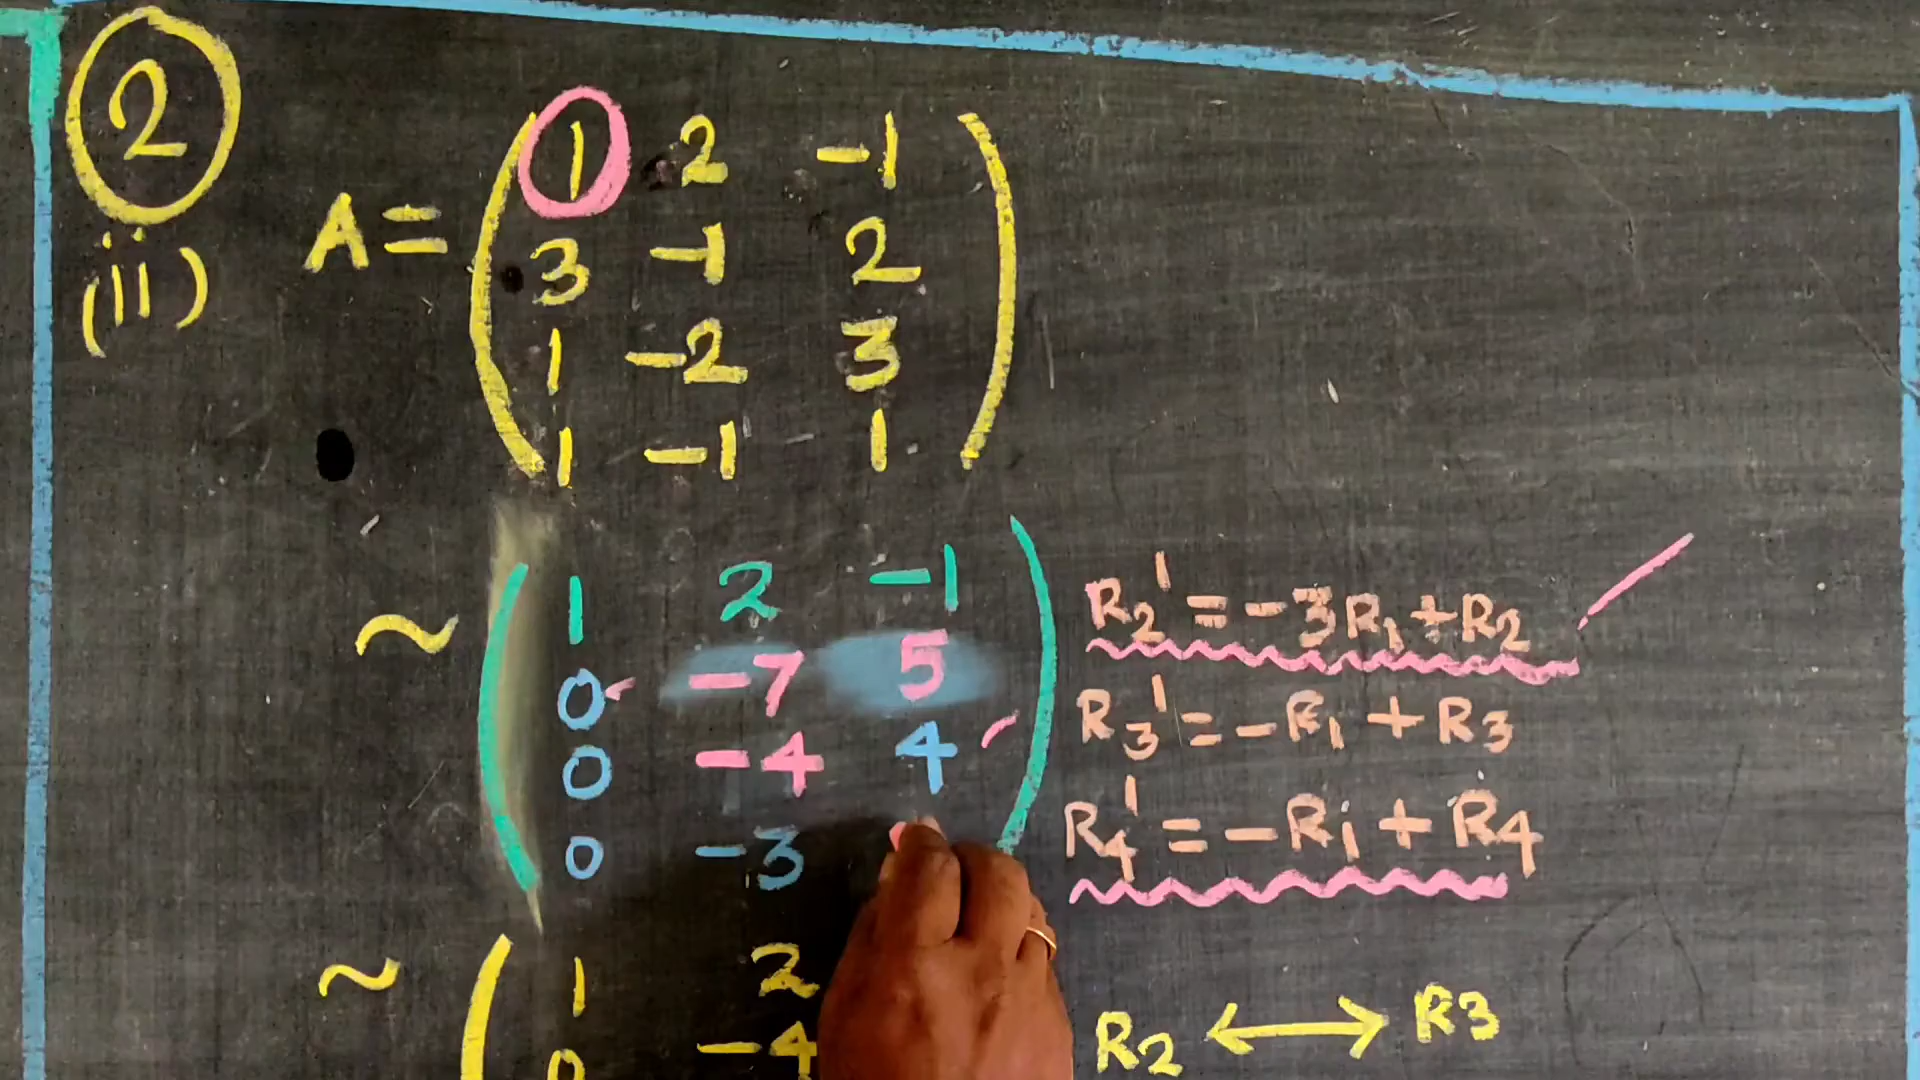 2
(ii)
A = ( 1 2 -1
3 -1 2
1 -2 3
1 -1 1 )
~ ( 1 2 -1 ) R2' = -3R1 + R2
0 -7 5
0 -4 4 R3' = -R1 + R3
0 -3 R4' = -R1 + R4
~ ( 1 2
0 -4 R2 ↔ R3